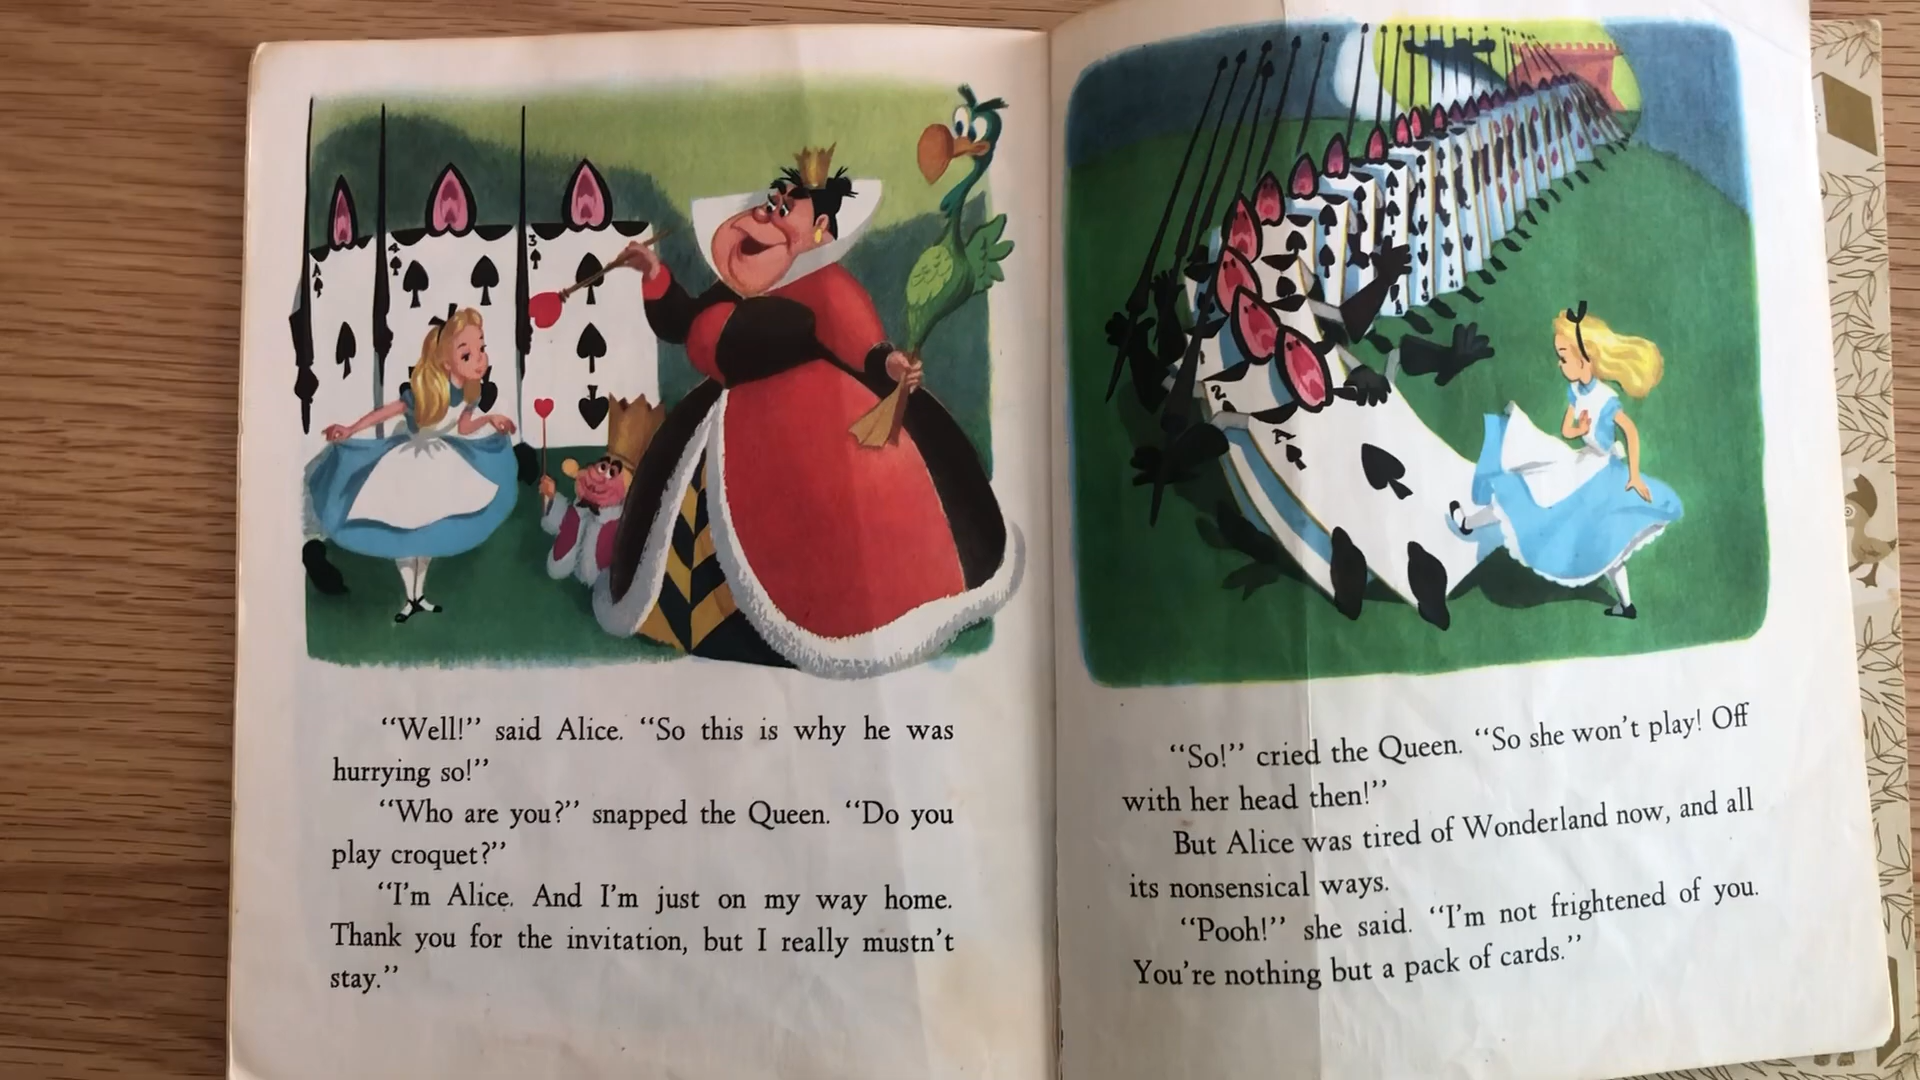 “Well!” said Alice. “So this is why he was
hurrying so!”
“Who are you?” snapped the Queen. “Do you
play croquet?”
“I’m Alice. And I’m just on my way home.
Thank you for the invitation, but I really mustn’t
stay.”
“So!” cried the Queen. “So she won’t play! Off
with her head then!”
But Alice was tired of Wonderland now, and all
its nonsensical ways.
“Pooh!” she said. “I’m not frightened of you.
You’re nothing but a pack of cards.”
A
4
3
2
A